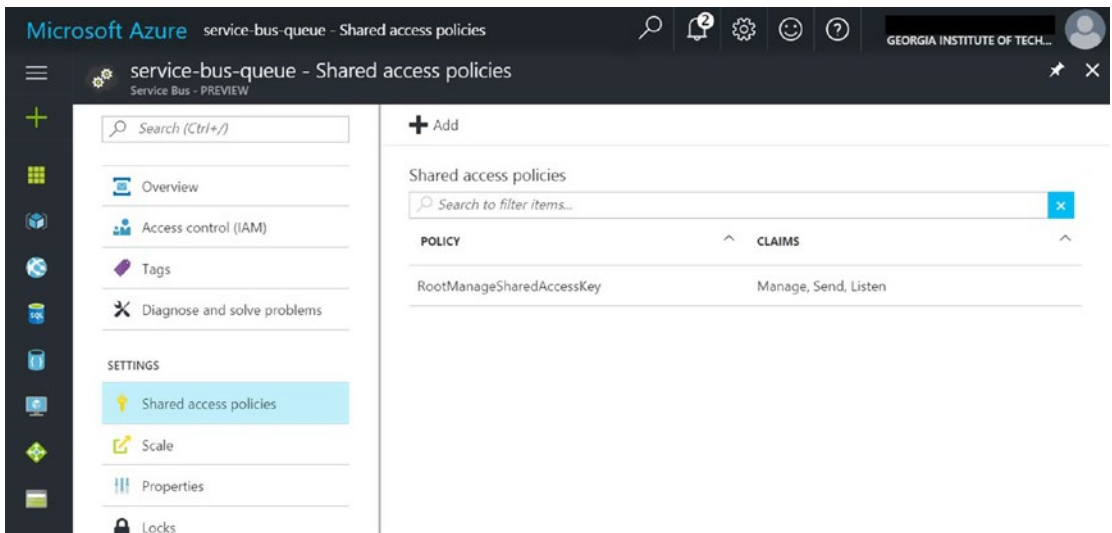 Microsoft Azure service-bus-queue - Shared access policies
2
GEORGIA INSTITUTE OF TECH...
service-bus-queue - Shared access policies
Service Bus - PREVIEW
Search (Ctrl+/)
Overview
Access control (IAM)
Tags
Diagnose and solve problems
SETTINGS
Shared access policies
Scale
Properties
Locks
Add
Shared access policies
Search to filter items...
POLICY CLAIMS
RootManageSharedAccessKey Manage, Send, Listen
SQL